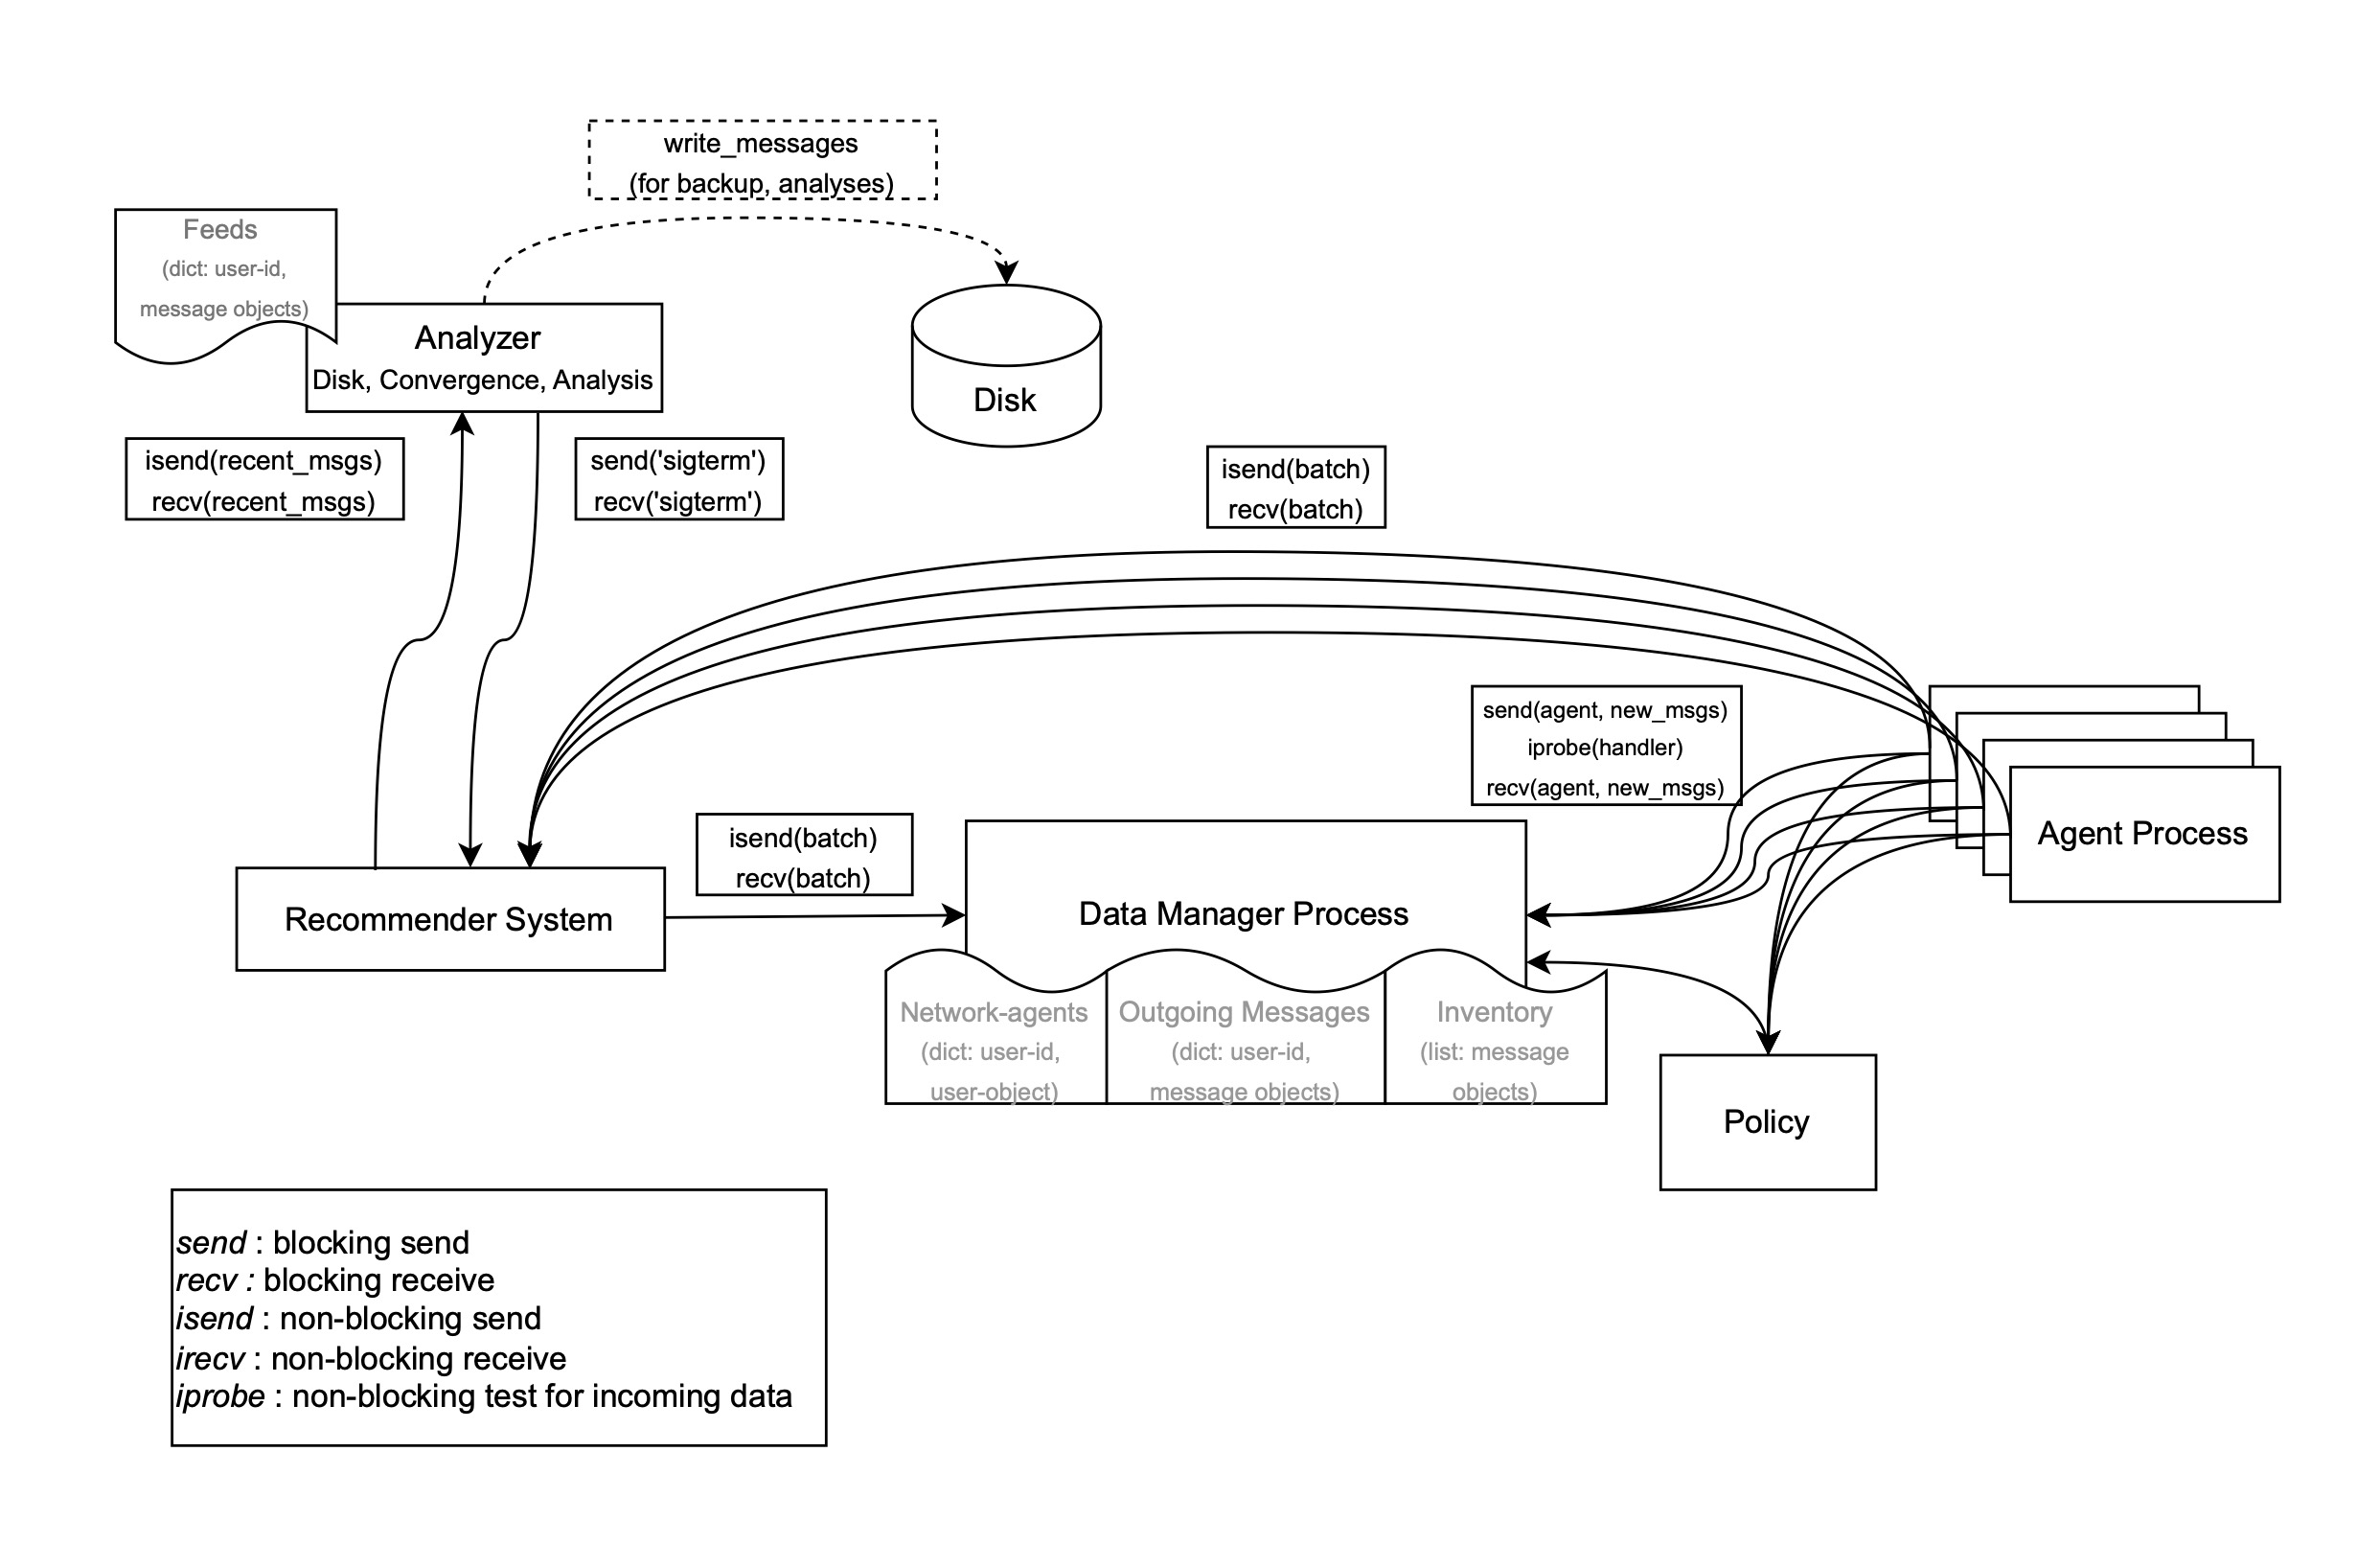 write_messages
(for backup, analyses)
Feeds
(dict: user-id,
message objects)
Analyzer
Disk, Convergence, Analysis
Disk
isend(recent_msgs)
recv(recent_msgs)
send('sigterm')
recv('sigterm')
isend(batch)
recv(batch)
send(agent, new_msgs)
iprobe(handler)
recv(agent, new_msgs)
Agent Process
isend(batch)
recv(batch)
Recommender System
Data Manager Process
Network-agents
(dict: user-id,
user-object)
Outgoing Messages
(dict: user-id,
message objects)
Inventory
(list: message
objects)
Policy
send : blocking send
recv : blocking receive
isend : non-blocking send
irecv : non-blocking receive
iprobe : non-blocking test for incoming data